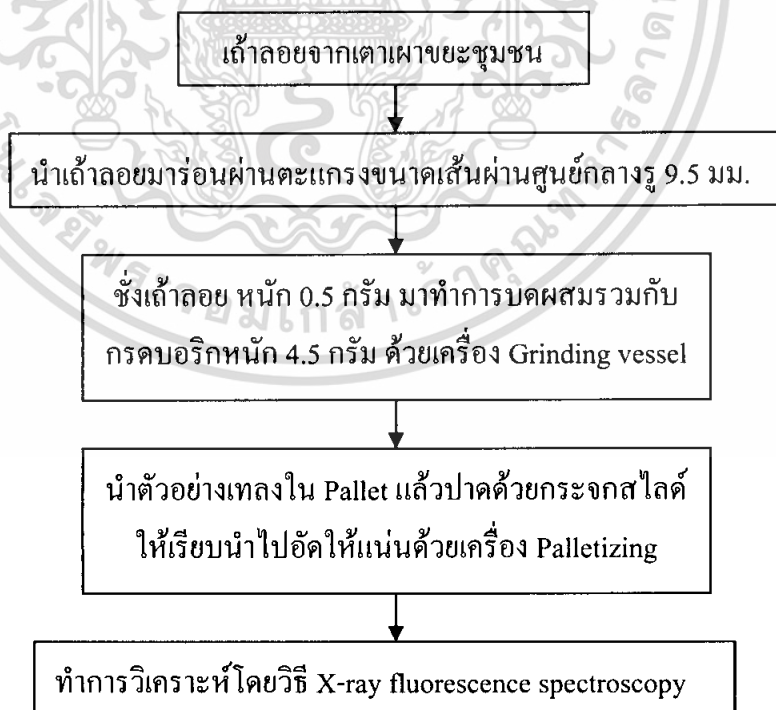 เถ้าลอยจากเตาเผาขยะชุมชน
นำเถ้าลอยมาร่อนผ่านตะแกรงขนาดเส้นผ่านศูนย์กลางรู 9.5 มม.
ชั่งเถ้าลอย หนัก 0.5 กรัม มาทำการบดผสมรวมกับ
กรดบอริกหนัก 4.5 กรัม ด้วยเครื่อง Grinding vessel
นำตัวอย่างเทลงใน Pallet แล้วปาดด้วยกระจกสไลด์
ให้เรียบนำไปอัดให้แน่นด้วยเครื่อง Palletizing
ทำการวิเคราะห์โดยวิธี X-ray fluorescence spectroscopy